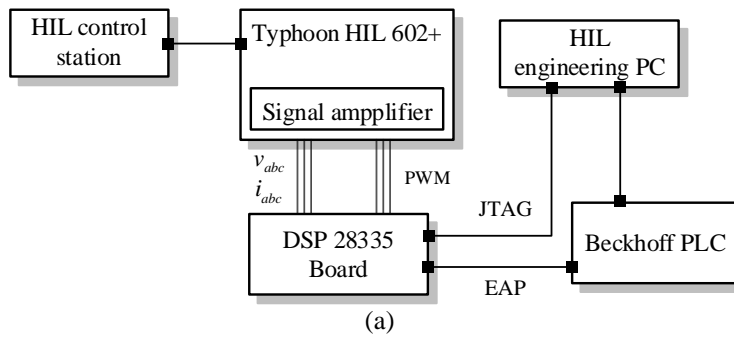 HIL control
station
Typhoon HIL 602+
Signal ampplifier
HIL
engineering PC
v_abc
i_abc
PWM
JTAG
DSP 28335
Board
Beckhoff PLC
EAP
(a)